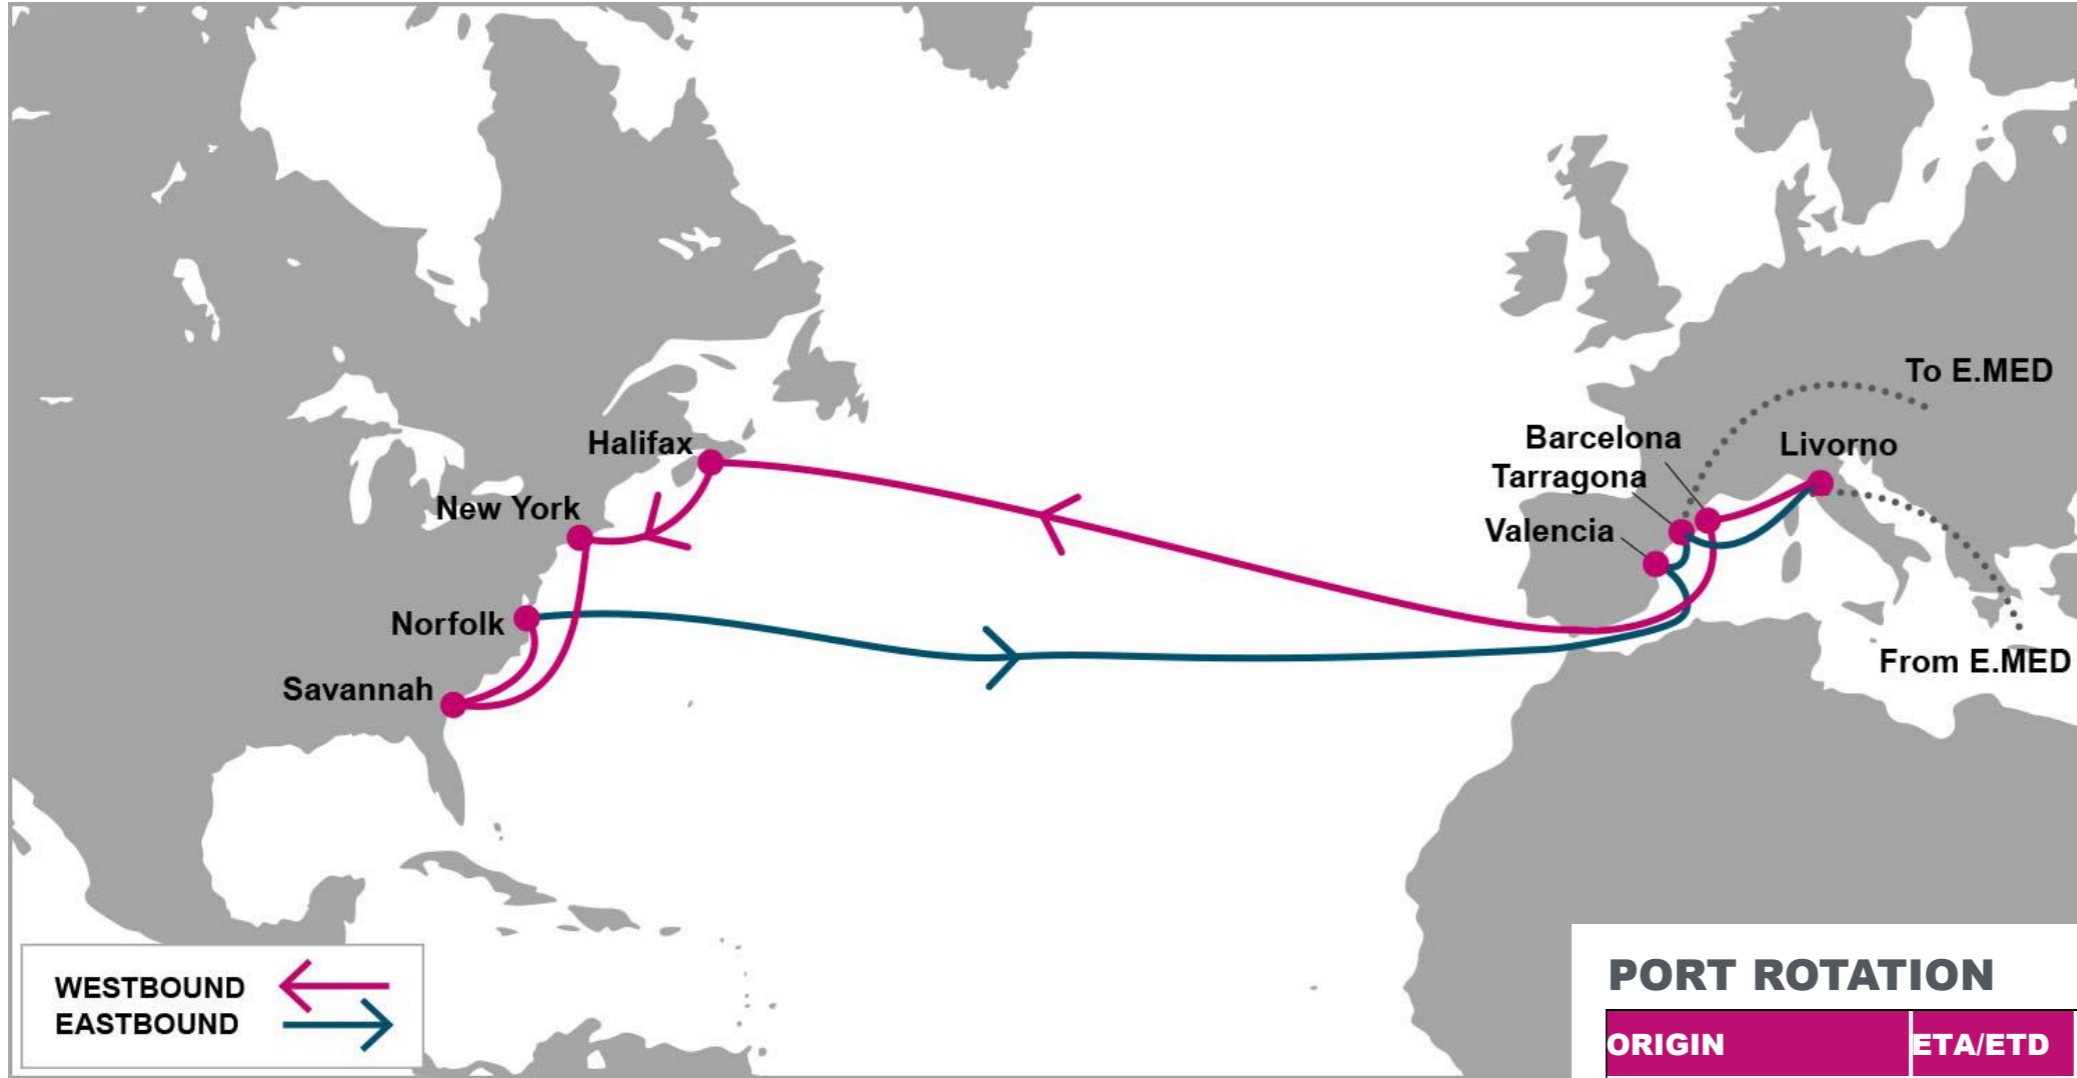 To E.MED
Barcelona
Livorno
Halifax
Tarragona
New York
Valencia
Norfolk
From E.MED
Savannah
WESTBOUND
EASTBOUND
PORT ROTATION
ORIGIN ETA/ETD